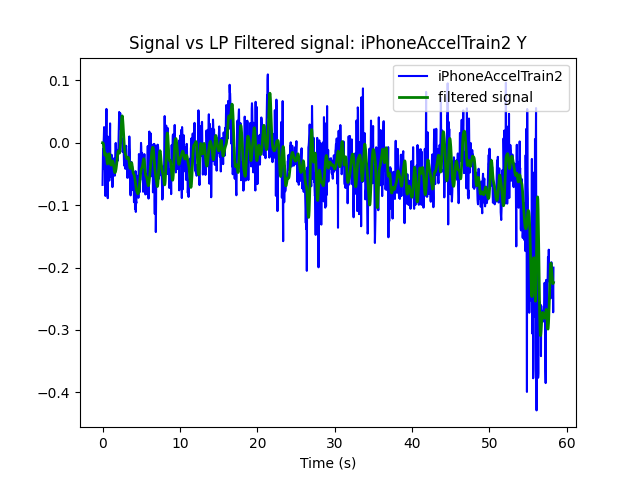 Signal vs LP Filtered signal: iPhoneAccelTrain2 Y
iPhoneAccelTrain2
filtered signal
0.1
0.0
−0.1
−0.2
−0.3
−0.4
0 10 20 30 40 50 60
Time (s)